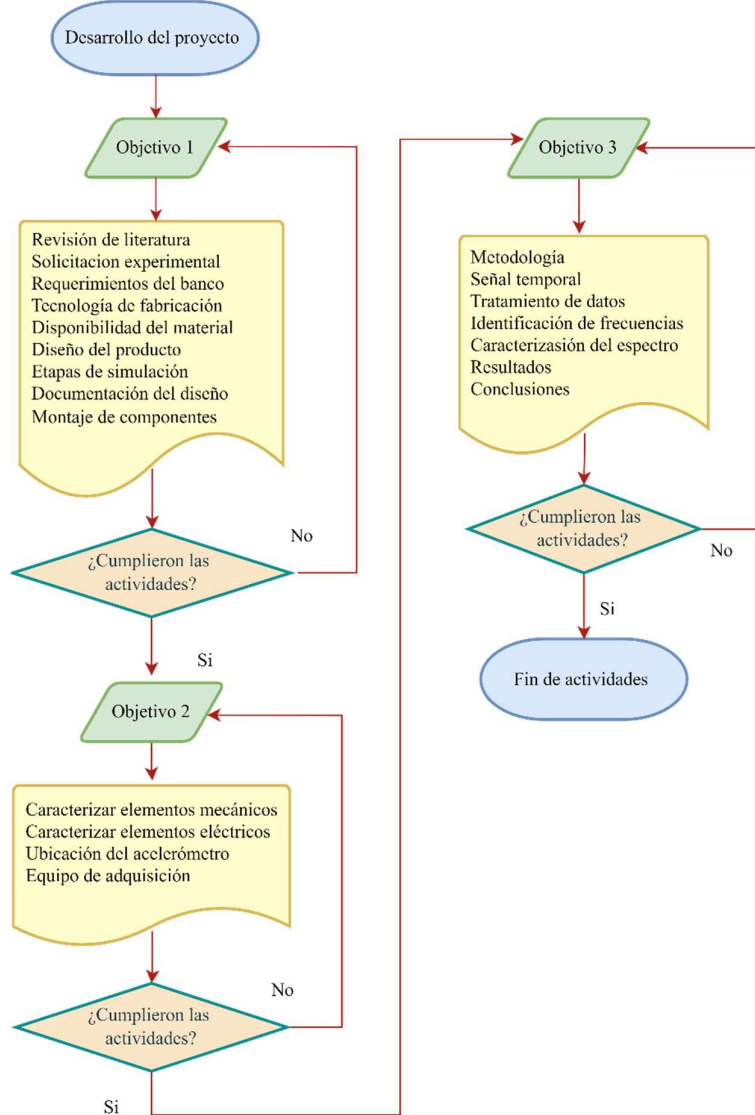 Desarrollo del proyecto
Objetivo 1
Revisión de literatura
Solicitacion experimental
Requerimientos del banco
Tecnología de fabricación
Disponibilidad del material
Diseño del producto
Etapas de simulación
Documentación del diseño
Montaje de componentes
¿Cumplieron las
actividades?
No
Si
Objetivo 2
Caracterizar elementos mecánicos
Caracterizar elementos eléctricos
Ubicación del acelerómetro
Equipo de adquisición
¿Cumplieron las
actividades?
No
Si
Objetivo 3
Metodología
Señal temporal
Tratamiento de datos
Identificación de frecuencias
Caracterizasión del espectro
Resultados
Conclusiones
¿Cumplieron las
actividades?
No
Si
Fin de actividades